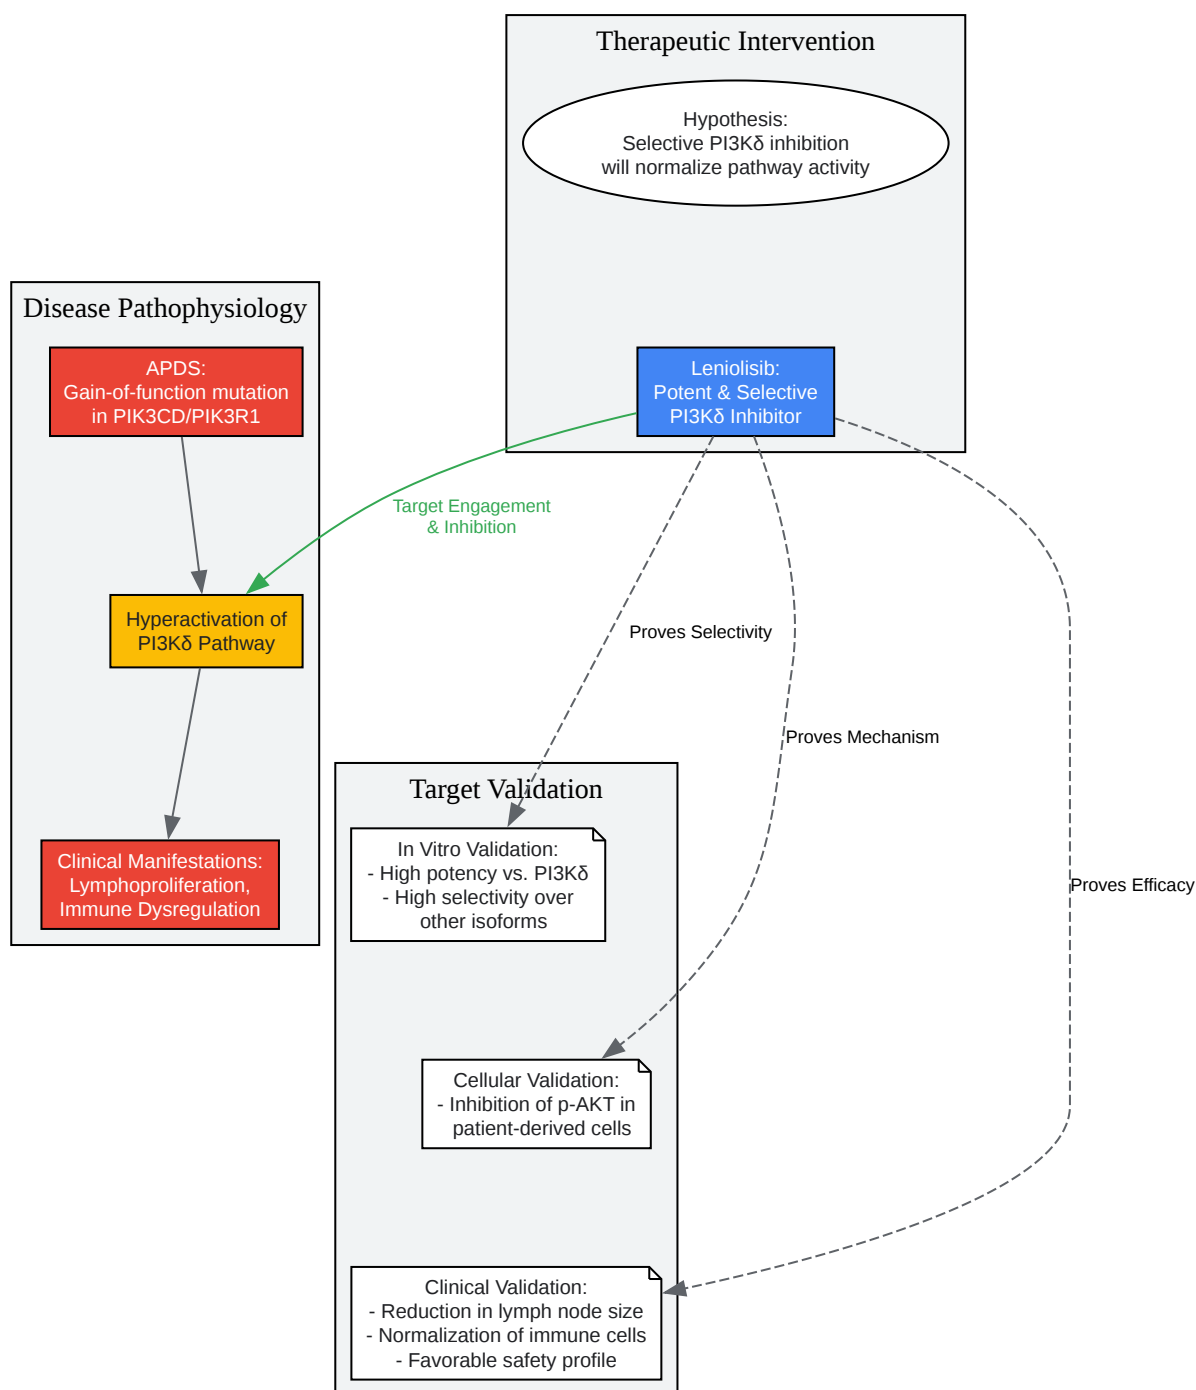 Therapeutic Intervention
Hypothesis:
Selective PI3Kδ inhibition
will normalize pathway activity
Disease Pathophysiology
APDS:
Gain-of-function mutation
in PIK3CD/PIK3R1
Leniolisib:
Potent & Selective
PI3Kδ Inhibitor
Target Engagement
& Inhibition
Hyperactivation of
PI3Kδ Pathway
Proves Selectivity
Proves Mechanism
Target Validation
Clinical Manifestations:
Lymphoproliferation,
Immune Dysregulation
In Vitro Validation:
- High potency vs. PI3Kδ
- High selectivity over
other isoforms
Proves Efficacy
Cellular Validation:
- Inhibition of p-AKT in
patient-derived cells
Clinical Validation:
- Reduction in lymph node size
- Normalization of immune cells
- Favorable safety profile